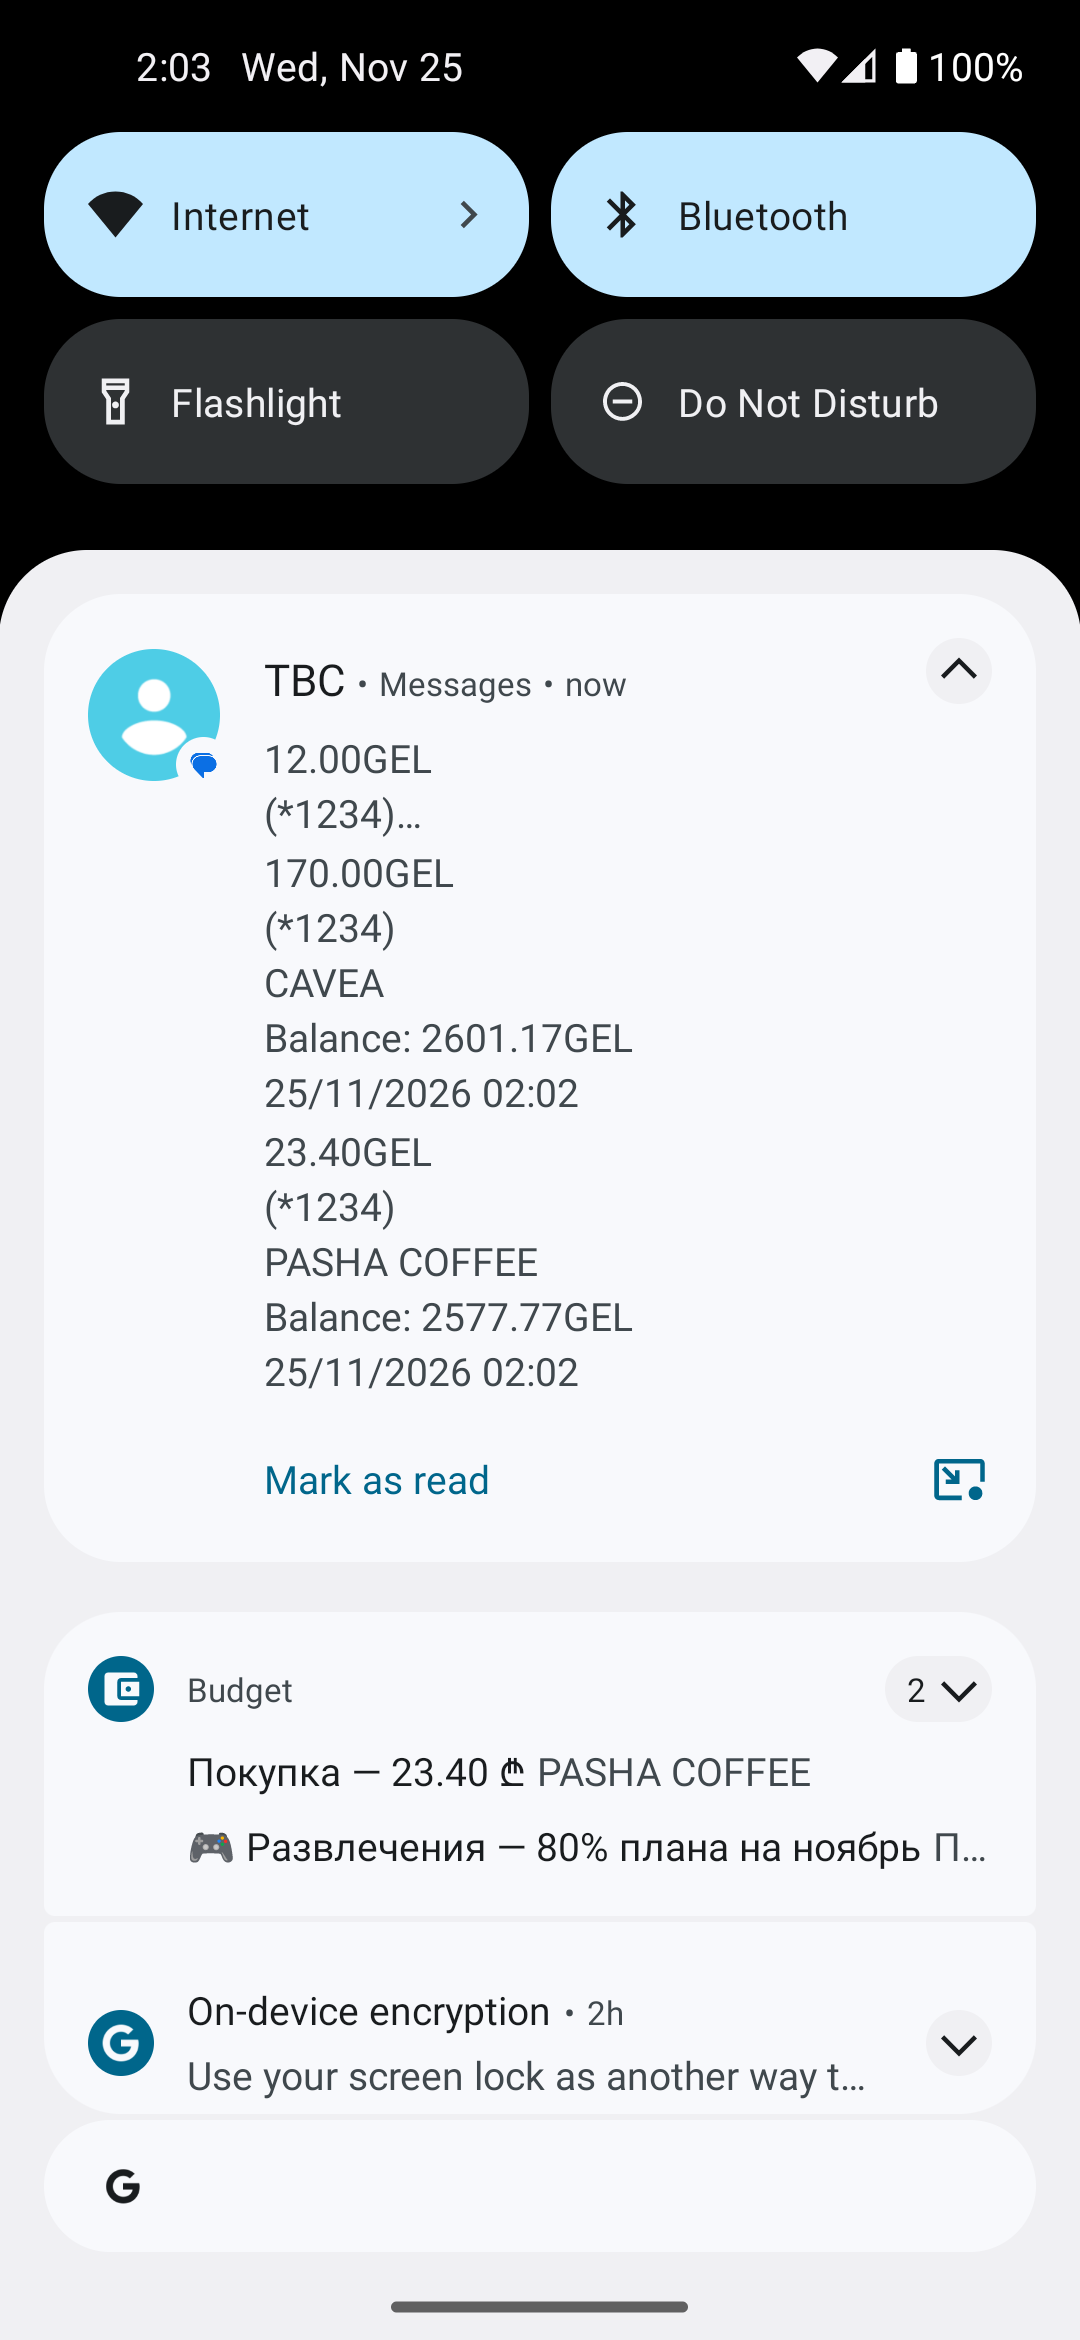 2:03 Wed, Nov 25 100%
Internet
Bluetooth
Flashlight
Do Not Disturb
TBC • Messages • now
12.00GEL
(*1234)...
170.00GEL
(*1234)
CAVEA
Balance: 2601.17GEL
25/11/2026 02:02
23.40GEL
(*1234)
PASHA COFFEE
Balance: 2577.77GEL
25/11/2026 02:02
Mark as read
Budget 2
Покупка — 23.40 ₾ PASHA COFFEE
🎮 Развлечения — 80% плана на ноябрь П...
On-device encryption • 2h
Use your screen lock as another way t...